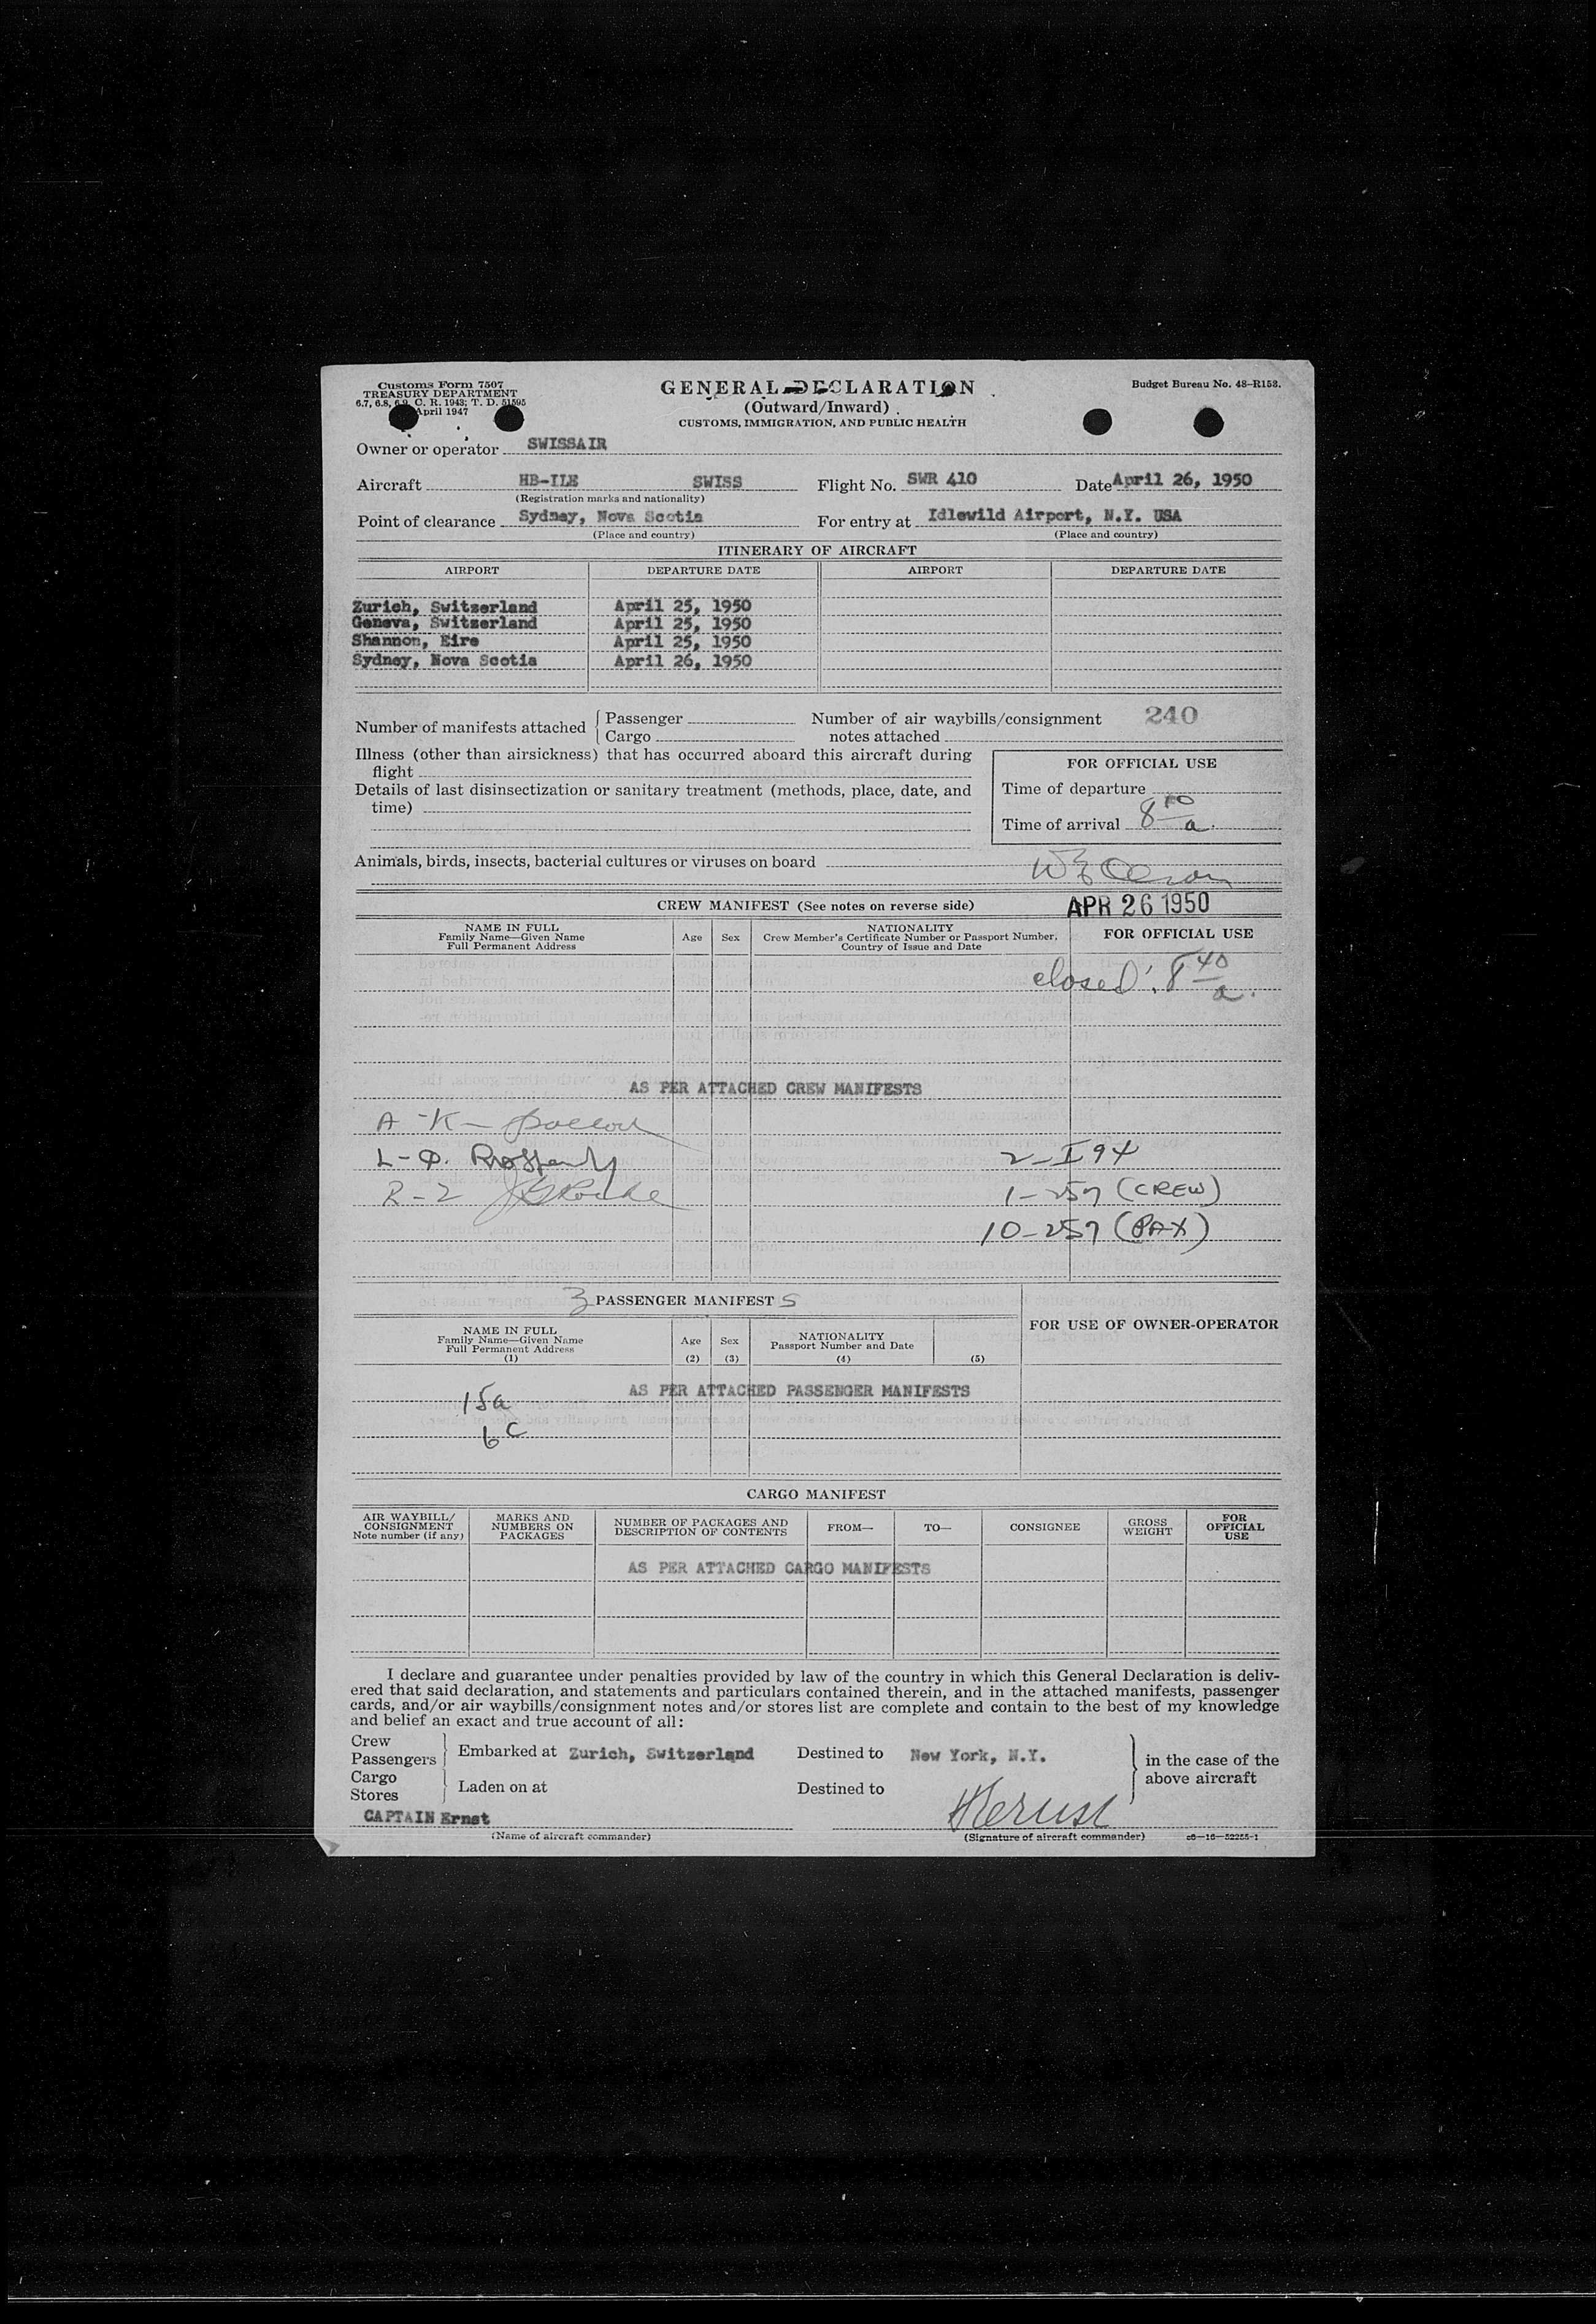 Customs Form 7507
TREASURY DEPARTMENT
6.7, 6.8, 6.9, C. R. 1943; T. D. 51595
April 1947
GENERAL DECLARATION
(Outward/Inward)
CUSTOMS, IMMIGRATION, AND PUBLIC HEALTH
Budget Bureau No. 48-R153.
Owner or operator SWISSAIR
Aircraft HB-ILE SWISS Flight No. SWR 410 Date April 26, 1950
(Registration marks and nationality)
Point of clearance Sydney, Nova Scotia For entry at Idlewild Airport, N.Y. USA
(Place and country) (Place and country)
ITINERARY OF AIRCRAFT
AIRPORT DEPARTURE DATE AIRPORT DEPARTURE DATE
Zurich, Switzerland April 25, 1950
Geneva, Switzerland April 25, 1950
Shannon, Eire April 25, 1950
Sydney, Nova Scotia April 26, 1950
Number of manifests attached { Passenger
Cargo
Number of air waybills/consignment 240
notes attached
Illness (other than airsickness) that has occurred aboard this aircraft during
flight
Details of last disinsectization or sanitary treatment (methods, place, date, and
time)
FOR OFFICIAL USE
Time of departure
Time of arrival 8 a.
Animals, birds, insects, bacterial cultures or viruses on board
CREW MANIFEST (See notes on reverse side) APR 26 1950
NAME IN FULL
Family Name—Given Name
Full Permanent Address
Age
Sex
NATIONALITY
Crew Member's Certificate Number or Passport Number,
Country of Issue and Date
FOR OFFICIAL USE
closed: 8 40 a.
AS PER ATTACHED CREW MANIFESTS
A-K-
L-Q.
R-Z
2-I 94
1-257 (CREW)
10-257 (PAX)
3 PASSENGER MANIFEST S
NAME IN FULL
Family Name—Given Name
Full Permanent Address
(1)
Age
(2)
Sex
(3)
NATIONALITY
Passport Number and Date
(4)
(5)
FOR USE OF OWNER-OPERATOR
AS PER ATTACHED PASSENGER MANIFESTS
15a
6c
CARGO MANIFEST
AIR WAYBILL/
CONSIGNMENT
Note number (if any)
MARKS AND
NUMBERS ON
PACKAGES
NUMBER OF PACKAGES AND
DESCRIPTION OF CONTENTS
FROM—
TO—
CONSIGNEE
GROSS
WEIGHT
FOR
OFFICIAL
USE
AS PER ATTACHED CARGO MANIFESTS
I declare and guarantee under penalties provided by law of the country in which this General Declaration is deliv-
ered that said declaration, and statements and particulars contained therein, and in the attached manifests, passenger
cards, and/or air waybills/consignment notes and/or stores list are complete and contain to the best of my knowledge
and belief an exact and true account of all:
Crew
Passengers } Embarked at Zurich, Switzerland Destined to New York, N.Y.
Cargo
Stores } Laden on at Destined to
in the case of the
above aircraft
CAPTAIN Ernst
(Name of aircraft commander) (Signature of aircraft commander) c6—16—52255-1